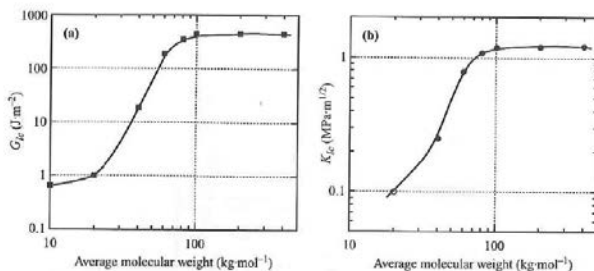 (a)
G_Ic (J·m⁻²)
1000
100
10
1
0.1
10
100
Average molecular weight (kg·mol⁻¹)
(b)
K_Ic (MPa·m^1/2)
1
0.1
10
100
Average molecular weight (kg·mol⁻¹)